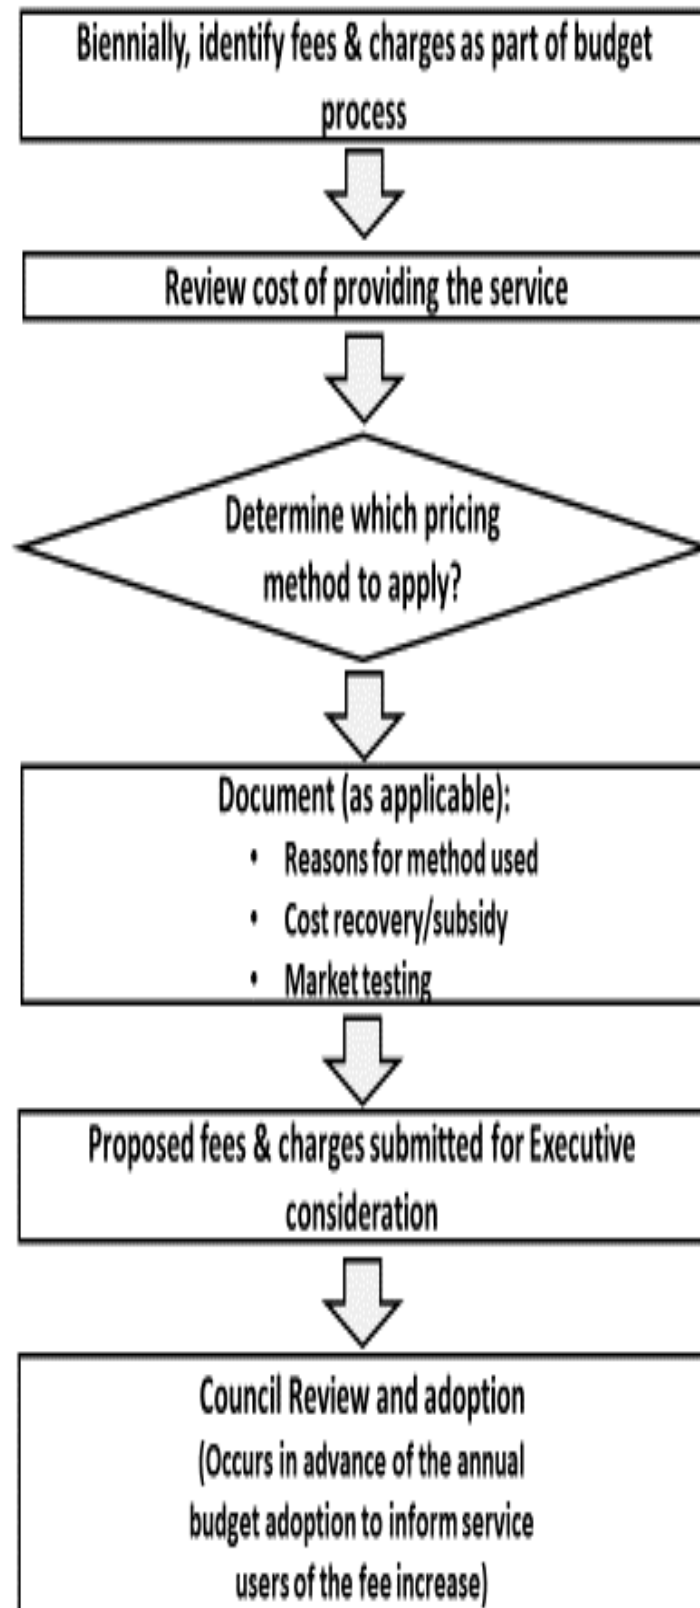 Biennially, identify fees & charges as part of budget
process
Review cost of providing the service
Determine which pricing
method to apply?
Document (as applicable):
• Reasons for method used
• Cost recovery/subsidy
• Market testing
Proposed fees & charges submitted for Executive
consideration
Council Review and adoption
(Occurs in advance of the annual
budget adoption to inform service
users of the fee increase)